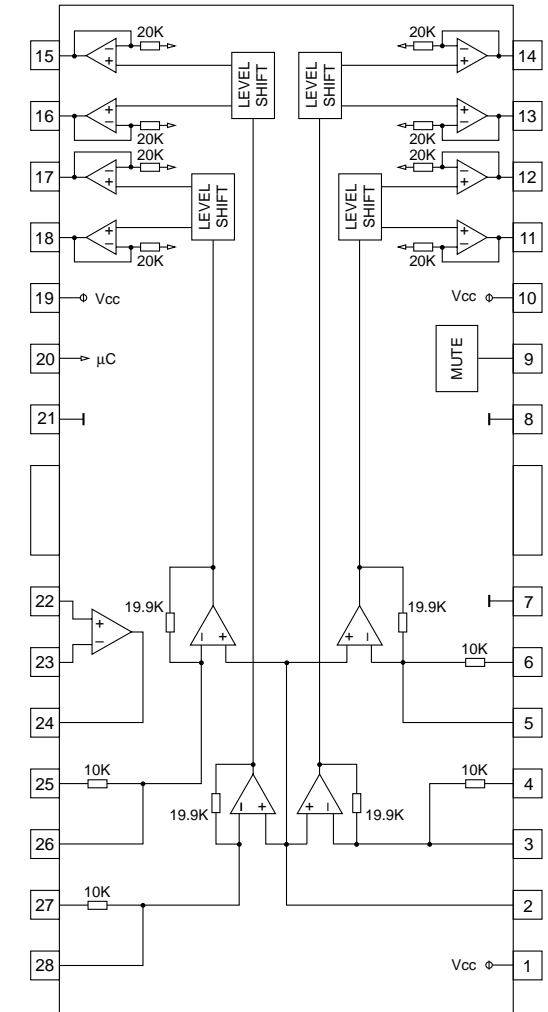 20K 20K
15 14
LEVEL SHIFT LEVEL SHIFT
16 13
20K 20K
20K 20K
17 12
LEVEL SHIFT LEVEL SHIFT
18 11
20K 20K
19 Vcc Vcc 10
20 μC MUTE 9
21 8
22 19.9K 19.9K 7
+ − − + + −
23 10K 6
24 5
25 10K 10K 4
− + + −
19.9K 19.9K
26 3
27 10K 2
28 Vcc 1